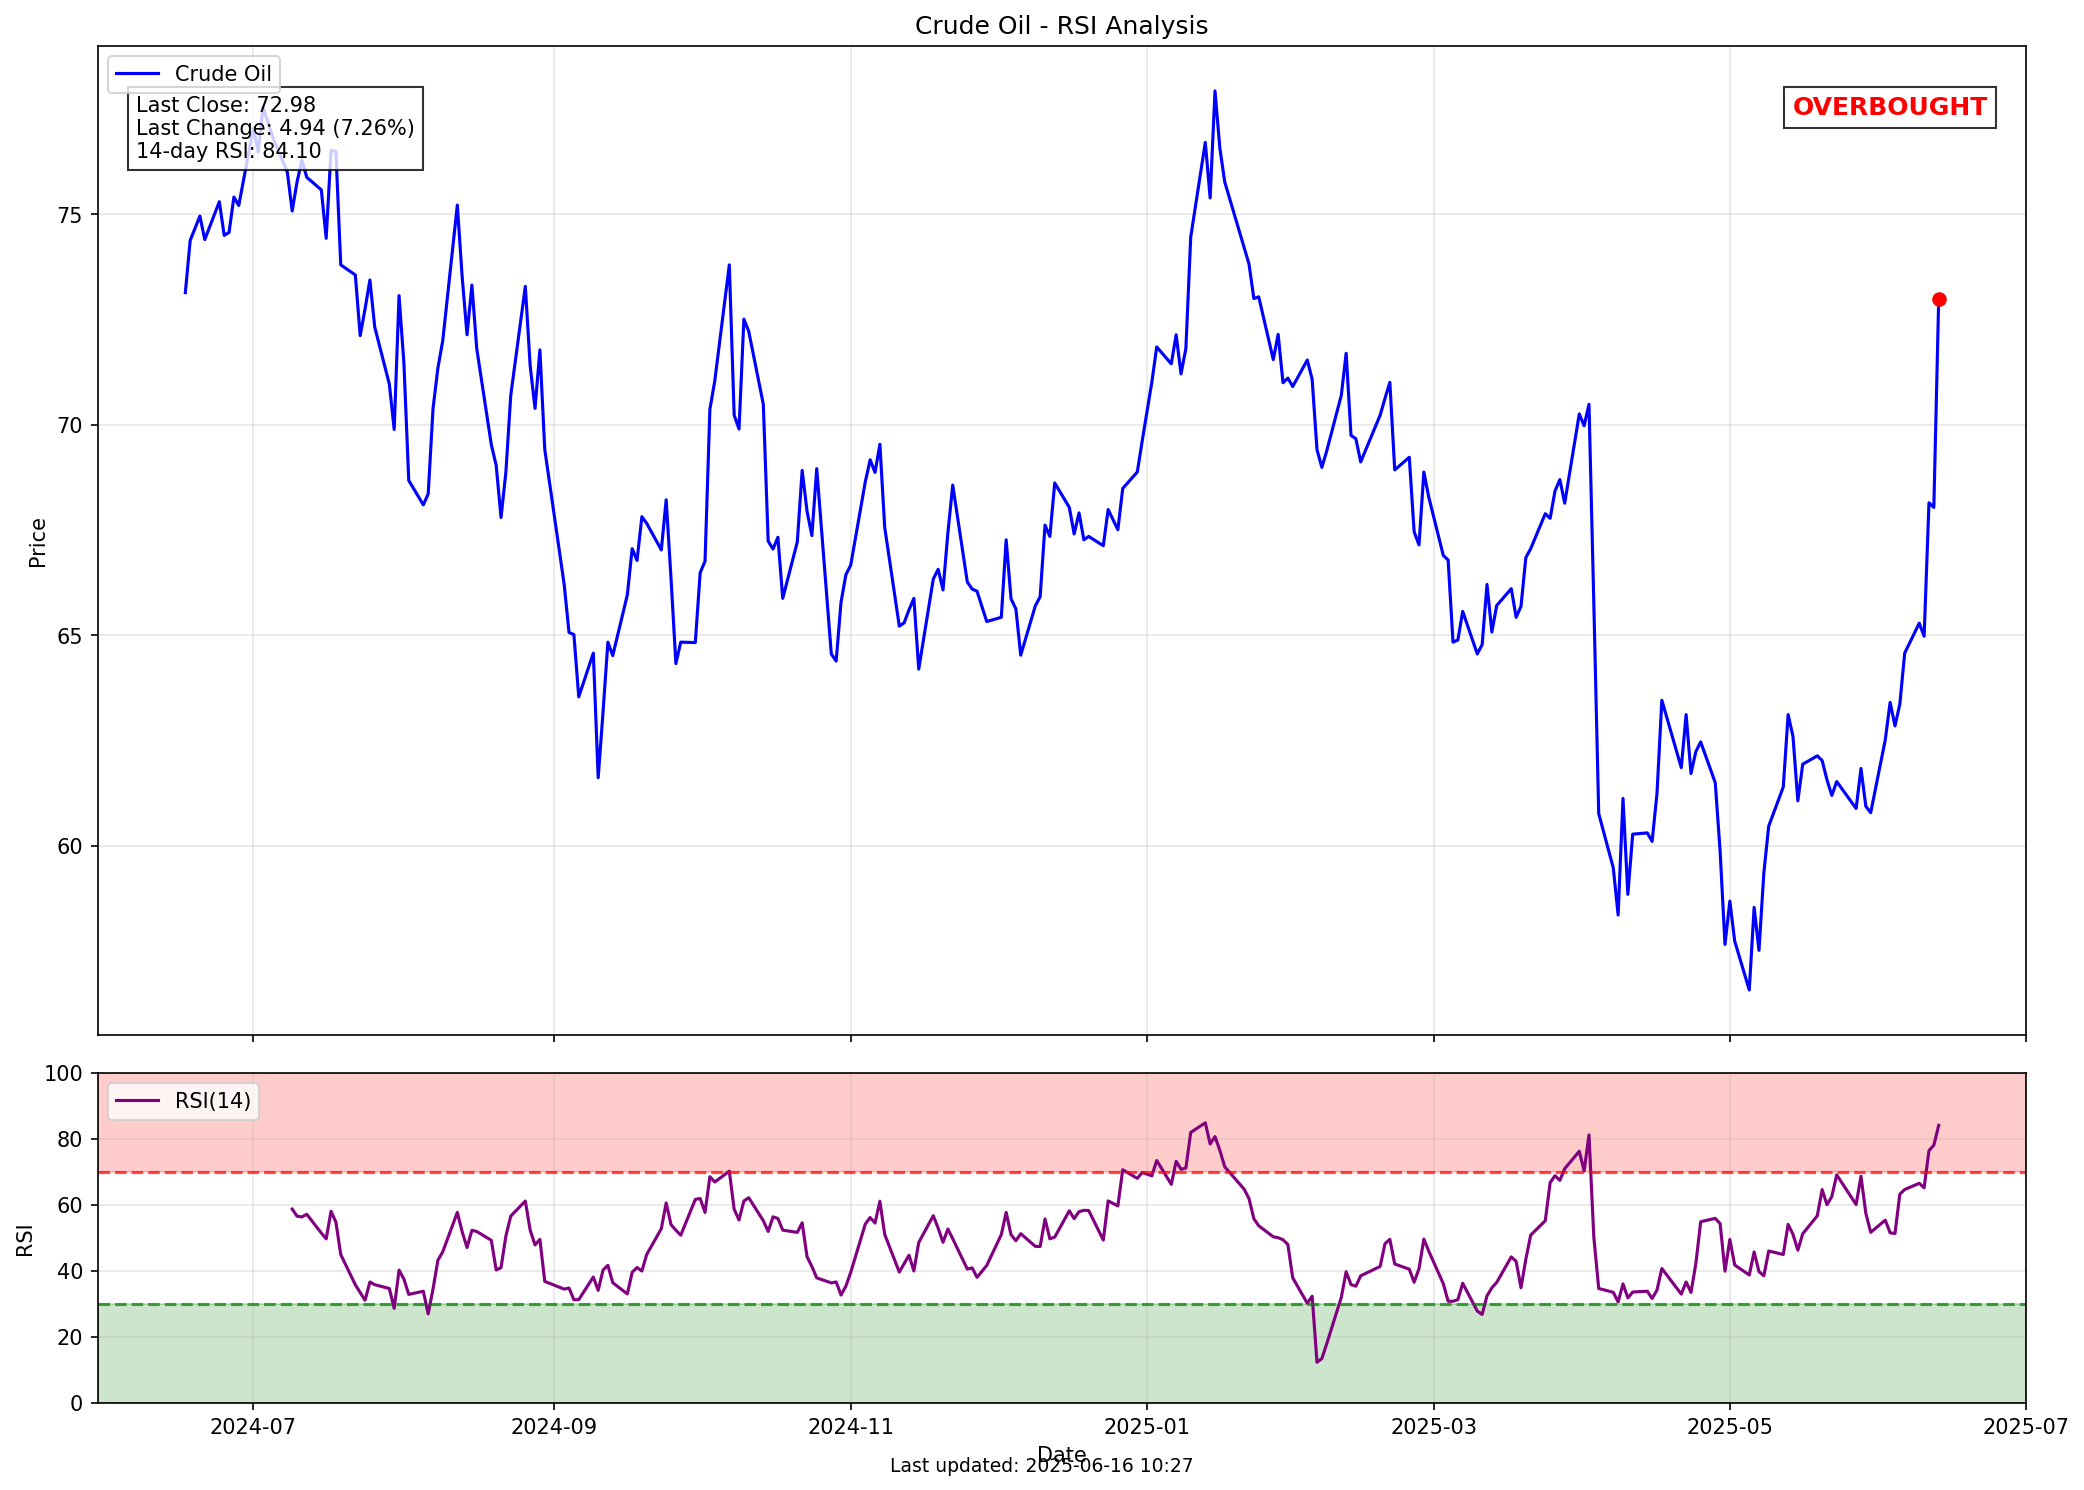 Crude Oil - RSI Analysis
Crude Oil
Last Close: 72.98
Last Change: 4.94 (7.26%)
14-day RSI: 84.10
OVERBOUGHT
75
70
65
60
Price
100
80
60
40
20
0
RSI
RSI(14)
2024-07
2024-09
2024-11
2025-01
2025-03
2025-05
2025-07
Date
Last updated: 2025-06-16 10:27